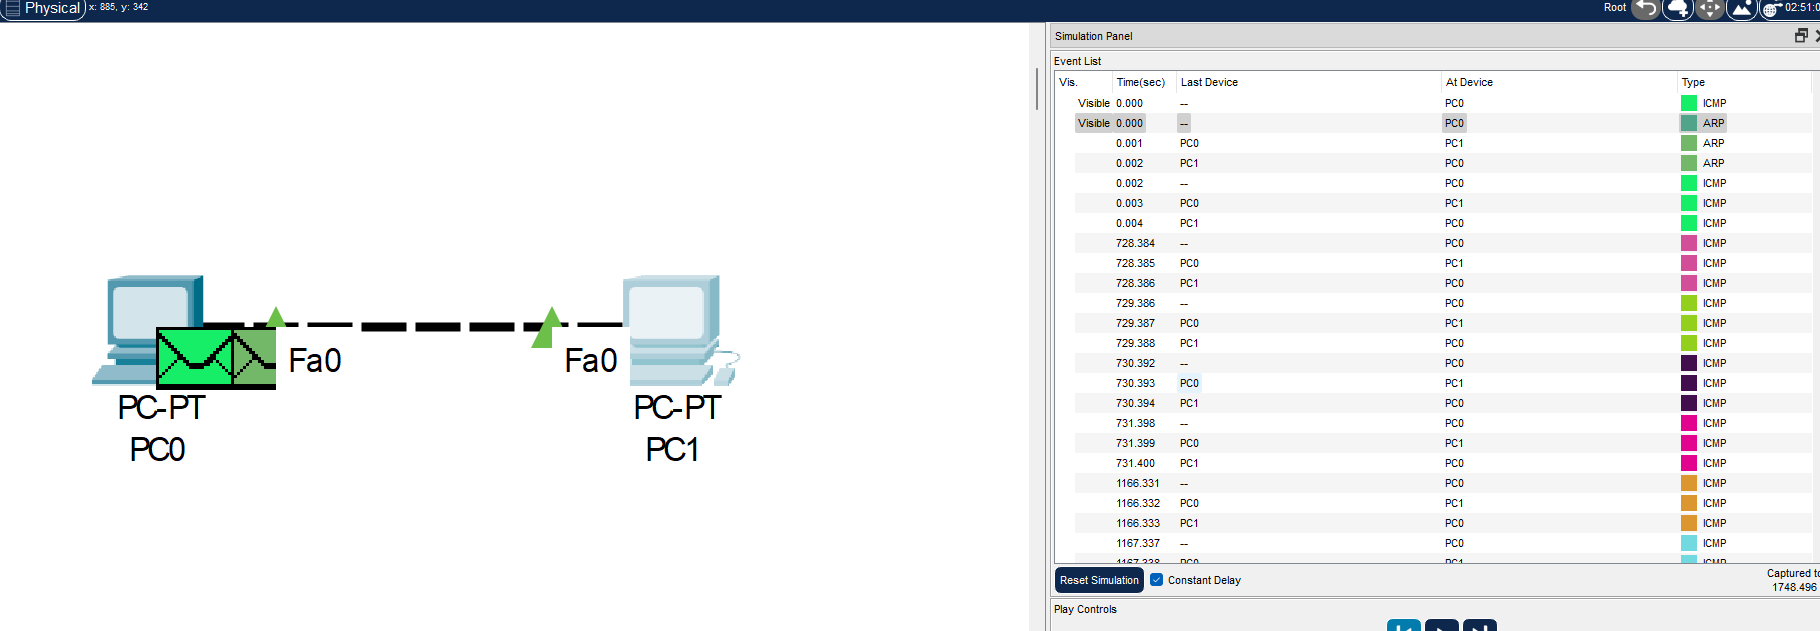 Physical x: 885, y: 342
Root 02:51:0
Simulation Panel
Event List
Vis. Time(sec) Last Device At Device Type
Visible 0.000 -- PC0 ICMP
Visible 0.000 -- PC0 ARP
0.001 PC0 PC1 ARP
0.002 PC1 PC0 ARP
0.002 -- PC0 ICMP
0.003 PC0 PC1 ICMP
0.004 PC1 PC0 ICMP
728.384 -- PC0 ICMP
728.385 PC0 PC1 ICMP
728.386 PC1 PC0 ICMP
729.386 -- PC0 ICMP
729.387 PC0 PC1 ICMP
729.388 PC1 PC0 ICMP
730.392 -- PC0 ICMP
730.393 PC0 PC1 ICMP
730.394 PC1 PC0 ICMP
731.398 -- PC0 ICMP
731.399 PC0 PC1 ICMP
731.400 PC1 PC0 ICMP
1166.331 -- PC0 ICMP
1166.332 PC0 PC1 ICMP
1166.333 PC1 PC0 ICMP
1167.337 -- PC0 ICMP
1167.338 PC0 PC1 ICMP
Reset Simulation Constant Delay
Captured to
1748.496
Play Controls
Fa0 Fa0
PC-PT PC-PT
PC0 PC1